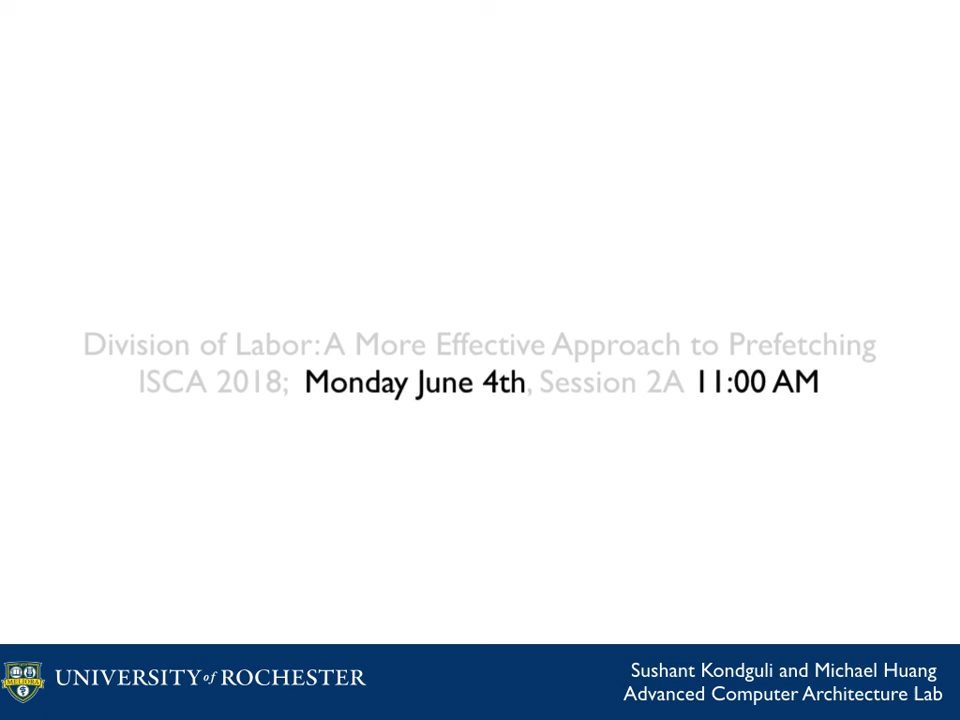 Division of Labor: A More Effective Approach to Prefetching
ISCA 2018; Monday June 4th, Session 2A 11:00 AM
UNIVERSITY of ROCHESTER
Sushant Kondguli and Michael Huang
Advanced Computer Architecture Lab
MELIORA